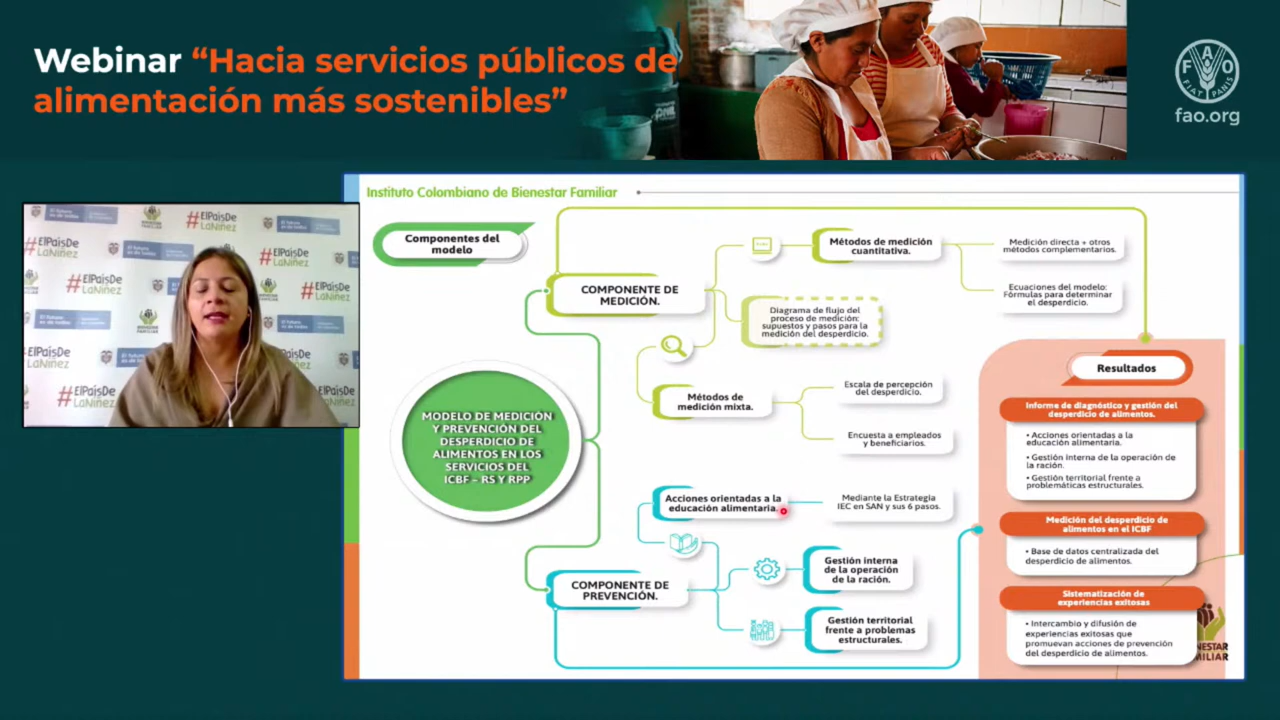 Webinar “Hacia servicios públicos de
alimentación más sostenibles”
FAO
FIAT PANIS
fao.org
#ElPaísDe
LaNiñez
Instituto Colombiano de Bienestar Familiar
Componentes del
modelo
COMPONENTE DE
MEDICIÓN.
Métodos de medición
cuantitativa.
Medición directa + otros
métodos complementarios.
Ecuaciones del modelo:
Fórmulas para determinar
el desperdicio.
Diagrama de flujo del
proceso de medición:
supuestos y pasos para la
medición del desperdicio.
Métodos de
medición mixta.
Escala de percepción
del desperdicio.
Encuesta a empleados
y beneficiarios.
MODELO DE MEDICIÓN
Y PREVENCIÓN DEL
DESPERDICIO DE
ALIMENTOS EN LOS
SERVICIOS DEL
ICBF – RS Y RPP
Acciones orientadas a la
educación alimentaria.
Mediante la Estrategia
IEC en SAN y sus 6 pasos.
COMPONENTE DE
PREVENCIÓN.
Gestión interna
de la operación
de la ración.
Gestión territorial
frente a problemas
estructurales.
Resultados
Informe de diagnóstico y gestión del
desperdicio de alimentos.
• Acciones orientadas a la
educación alimentaria.
• Gestión interna de la operación de
la ración.
• Gestión territorial frente a
problemáticas estructurales.
Medición del desperdicio de
alimentos en el ICBF
• Base de datos centralizada del
desperdicio de alimentos.
Sistematización de
experiencias exitosas
• Intercambio y difusión de
experiencias exitosas que
promuevan acciones de prevención
del desperdicio de alimentos.